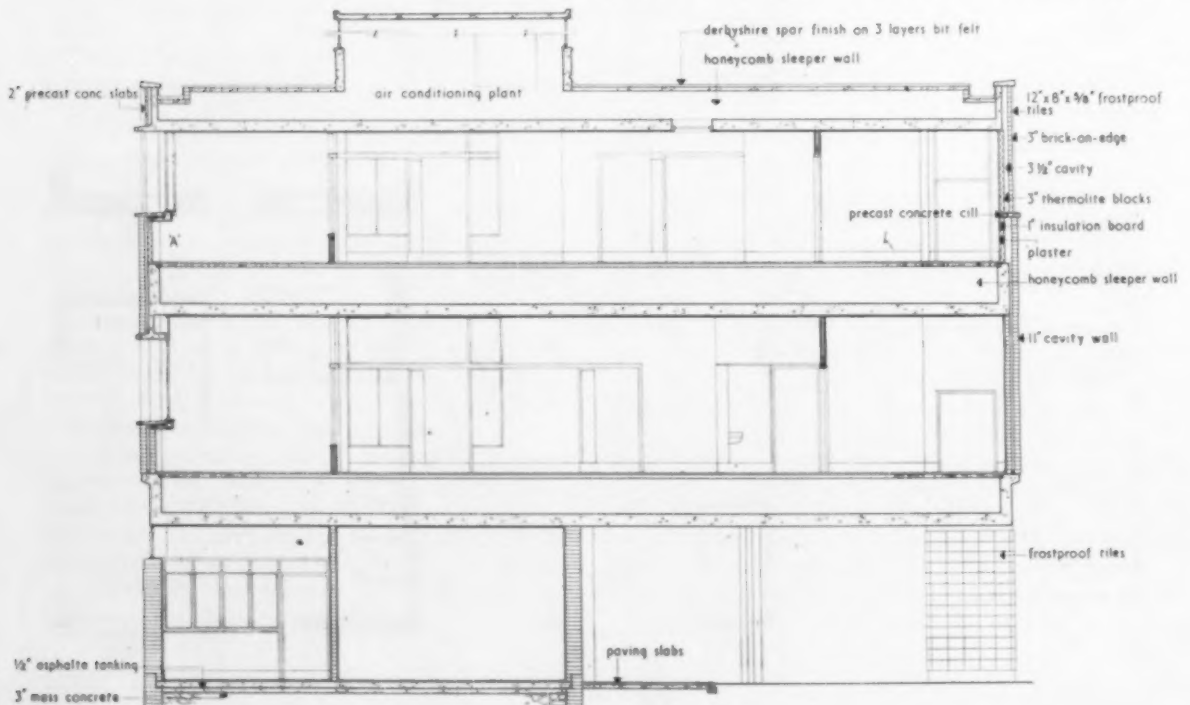 derbyshire spar finish on 3 layers bit felt
honeycomb sleeper wall
2" precast conc. slabs
air conditioning plant
12" x 8" x 5/8" frostproof
tiles
3" brick-on-edge
3 1/2" cavity
3" thermolite blocks
precast concrete cill
1" insulation board
'A'
plaster
honeycomb sleeper wall
11" cavity wall
frostproof tiles
1/2" asphalte tanking
paving slabs
3" mass concrete